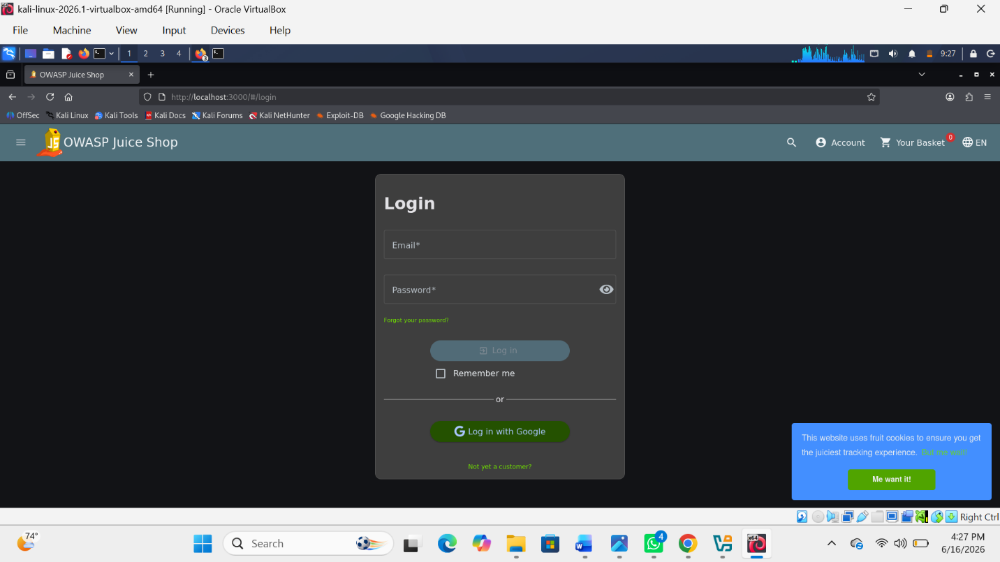 kali-linux-2026.1-virtualbox-amd64 [Running] - Oracle VirtualBox
File Machine View Input Devices Help
1 2 3 4 3 9:27
OWASP Juice Shop
http://localhost:3000/#/login
OffSec Kali Linux Kali Tools Kali Docs Kali Forums Kali NetHunter Exploit-DB Google Hacking DB
JS OWASP Juice Shop Account Your Basket 0 EN
Login
Email*
Password*
Forgot your password?
Log in
Remember me
or
Log in with Google
Not yet a customer?
This website uses fruit cookies to ensure you get
the juiciest tracking experience. But me wait!
Me want it!
Right Ctrl
74°
Search
4
4:27 PM
6/16/2026